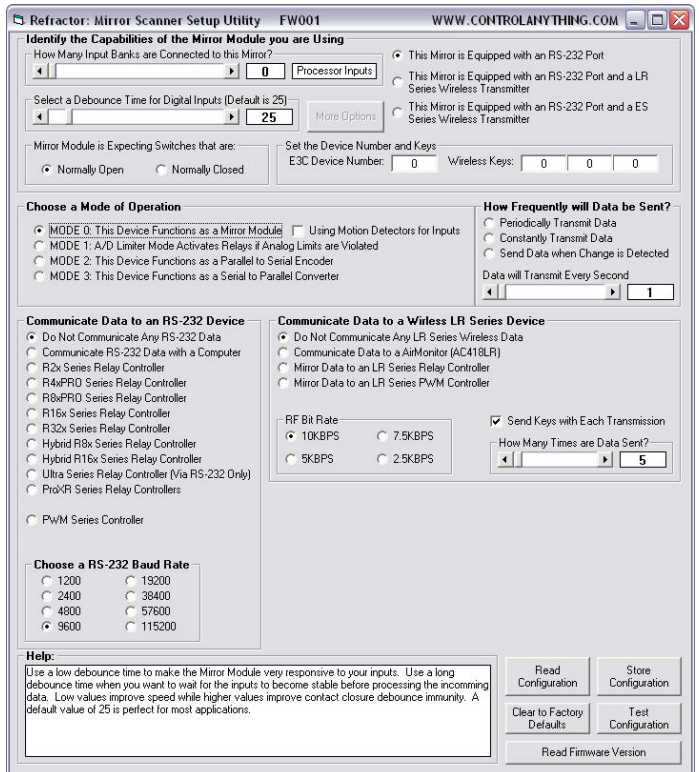 Refractor: Mirror Scanner Setup Utility FW001 WWW.CONTROLANYTHING.COM
Identify the Capabilities of the Mirror Module you are Using
How Many Input Banks are Connected to this Mirror?
0 Processor Inputs
Select a Debounce Time for Digital Inputs (Default is 25)
25 More Options
This Mirror is Equipped with an RS-232 Port
This Mirror is Equipped with an RS-232 Port and a LR
Series Wireless Transmitter
This Mirror is Equipped with an RS-232 Port and a ES
Series Wireless Transmitter
Mirror Module is Expecting Switches that are:
Normally Open Normally Closed
Set the Device Number and Keys
E3C Device Number: 0 Wireless Keys: 0 0 0
Choose a Mode of Operation
MODE 0: This Device Functions as a Mirror Module Using Motion Detectors for Inputs
MODE 1: A/D Limiter Mode Activates Relays if Analog Limits are Violated
MODE 2: This Device Functions as a Parallel to Serial Encoder
MODE 3: This Device Functions as a Serial to Parallel Converter
How Frequently will Data be Sent?
Periodically Transmit Data
Constantly Transmit Data
Send Data when Change is Detected
Data will Transmit Every Second
1
Communicate Data to an RS-232 Device
Do Not Communicate Any RS-232 Data
Communicate RS-232 Data with a Computer
R2x Series Relay Controller
R4xPRO Series Relay Controller
R8xPRO Series Relay Controller
R16x Series Relay Controller
R32x Series Relay Controller
Hybrid R8x Series Relay Controller
Hybrid R16x Series Relay Controller
Ultra Series Relay Controller (Via RS-232 Only)
ProXR Series Relay Controllers
PWM Series Controller
Choose a RS-232 Baud Rate
1200 19200
2400 38400
4800 57600
9600 115200
Communicate Data to a Wirless LR Series Device
Do Not Communicate Any LR Series Wireless Data
Communicate Data to a AirMonitor (AC418LR)
Mirror Data to an LR Series Relay Controller
Mirror Data to an LR Series PWM Controller
RF Bit Rate
10KBPS 7.5KBPS
5KBPS 2.5KBPS
Send Keys with Each Transmission
How Many Times are Data Sent?
5
Help:
Use a low debounce time to make the Mirror Module very responsive to your inputs. Use a long
debounce time when you want to wait for the inputs to become stable before processing the incomming
data. Low values improve speed while higher values improve contact closure debounce immunity. A
default value of 25 is perfect for most applications.
Read
Configuration
Store
Configuration
Clear to Factory
Defaults
Test
Configuration
Read Firmware Version